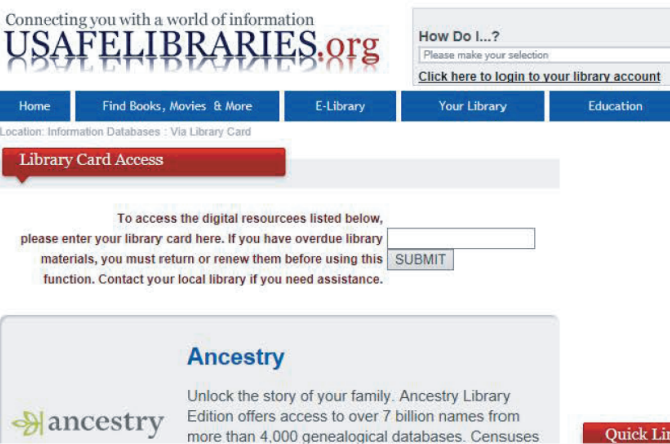 Connecting you with a world of information
USAFELIBRARIES.org
How Do I...?
Please make your selection
Click here to login to your library account
Home Find Books, Movies & More E-Library Your Library Education
Location: Information Databases : Via Library Card
Library Card Access
To access the digital resourcees listed below,
please enter your library card here. If you have overdue library
materials, you must return or renew them before using this
function. Contact your local library if you need assistance.
SUBMIT
Ancestry
Unlock the story of your family. Ancestry Library
Edition offers access to over 7 billion names from
more than 4,000 genealogical databases. Censuses
ancestry
Quick